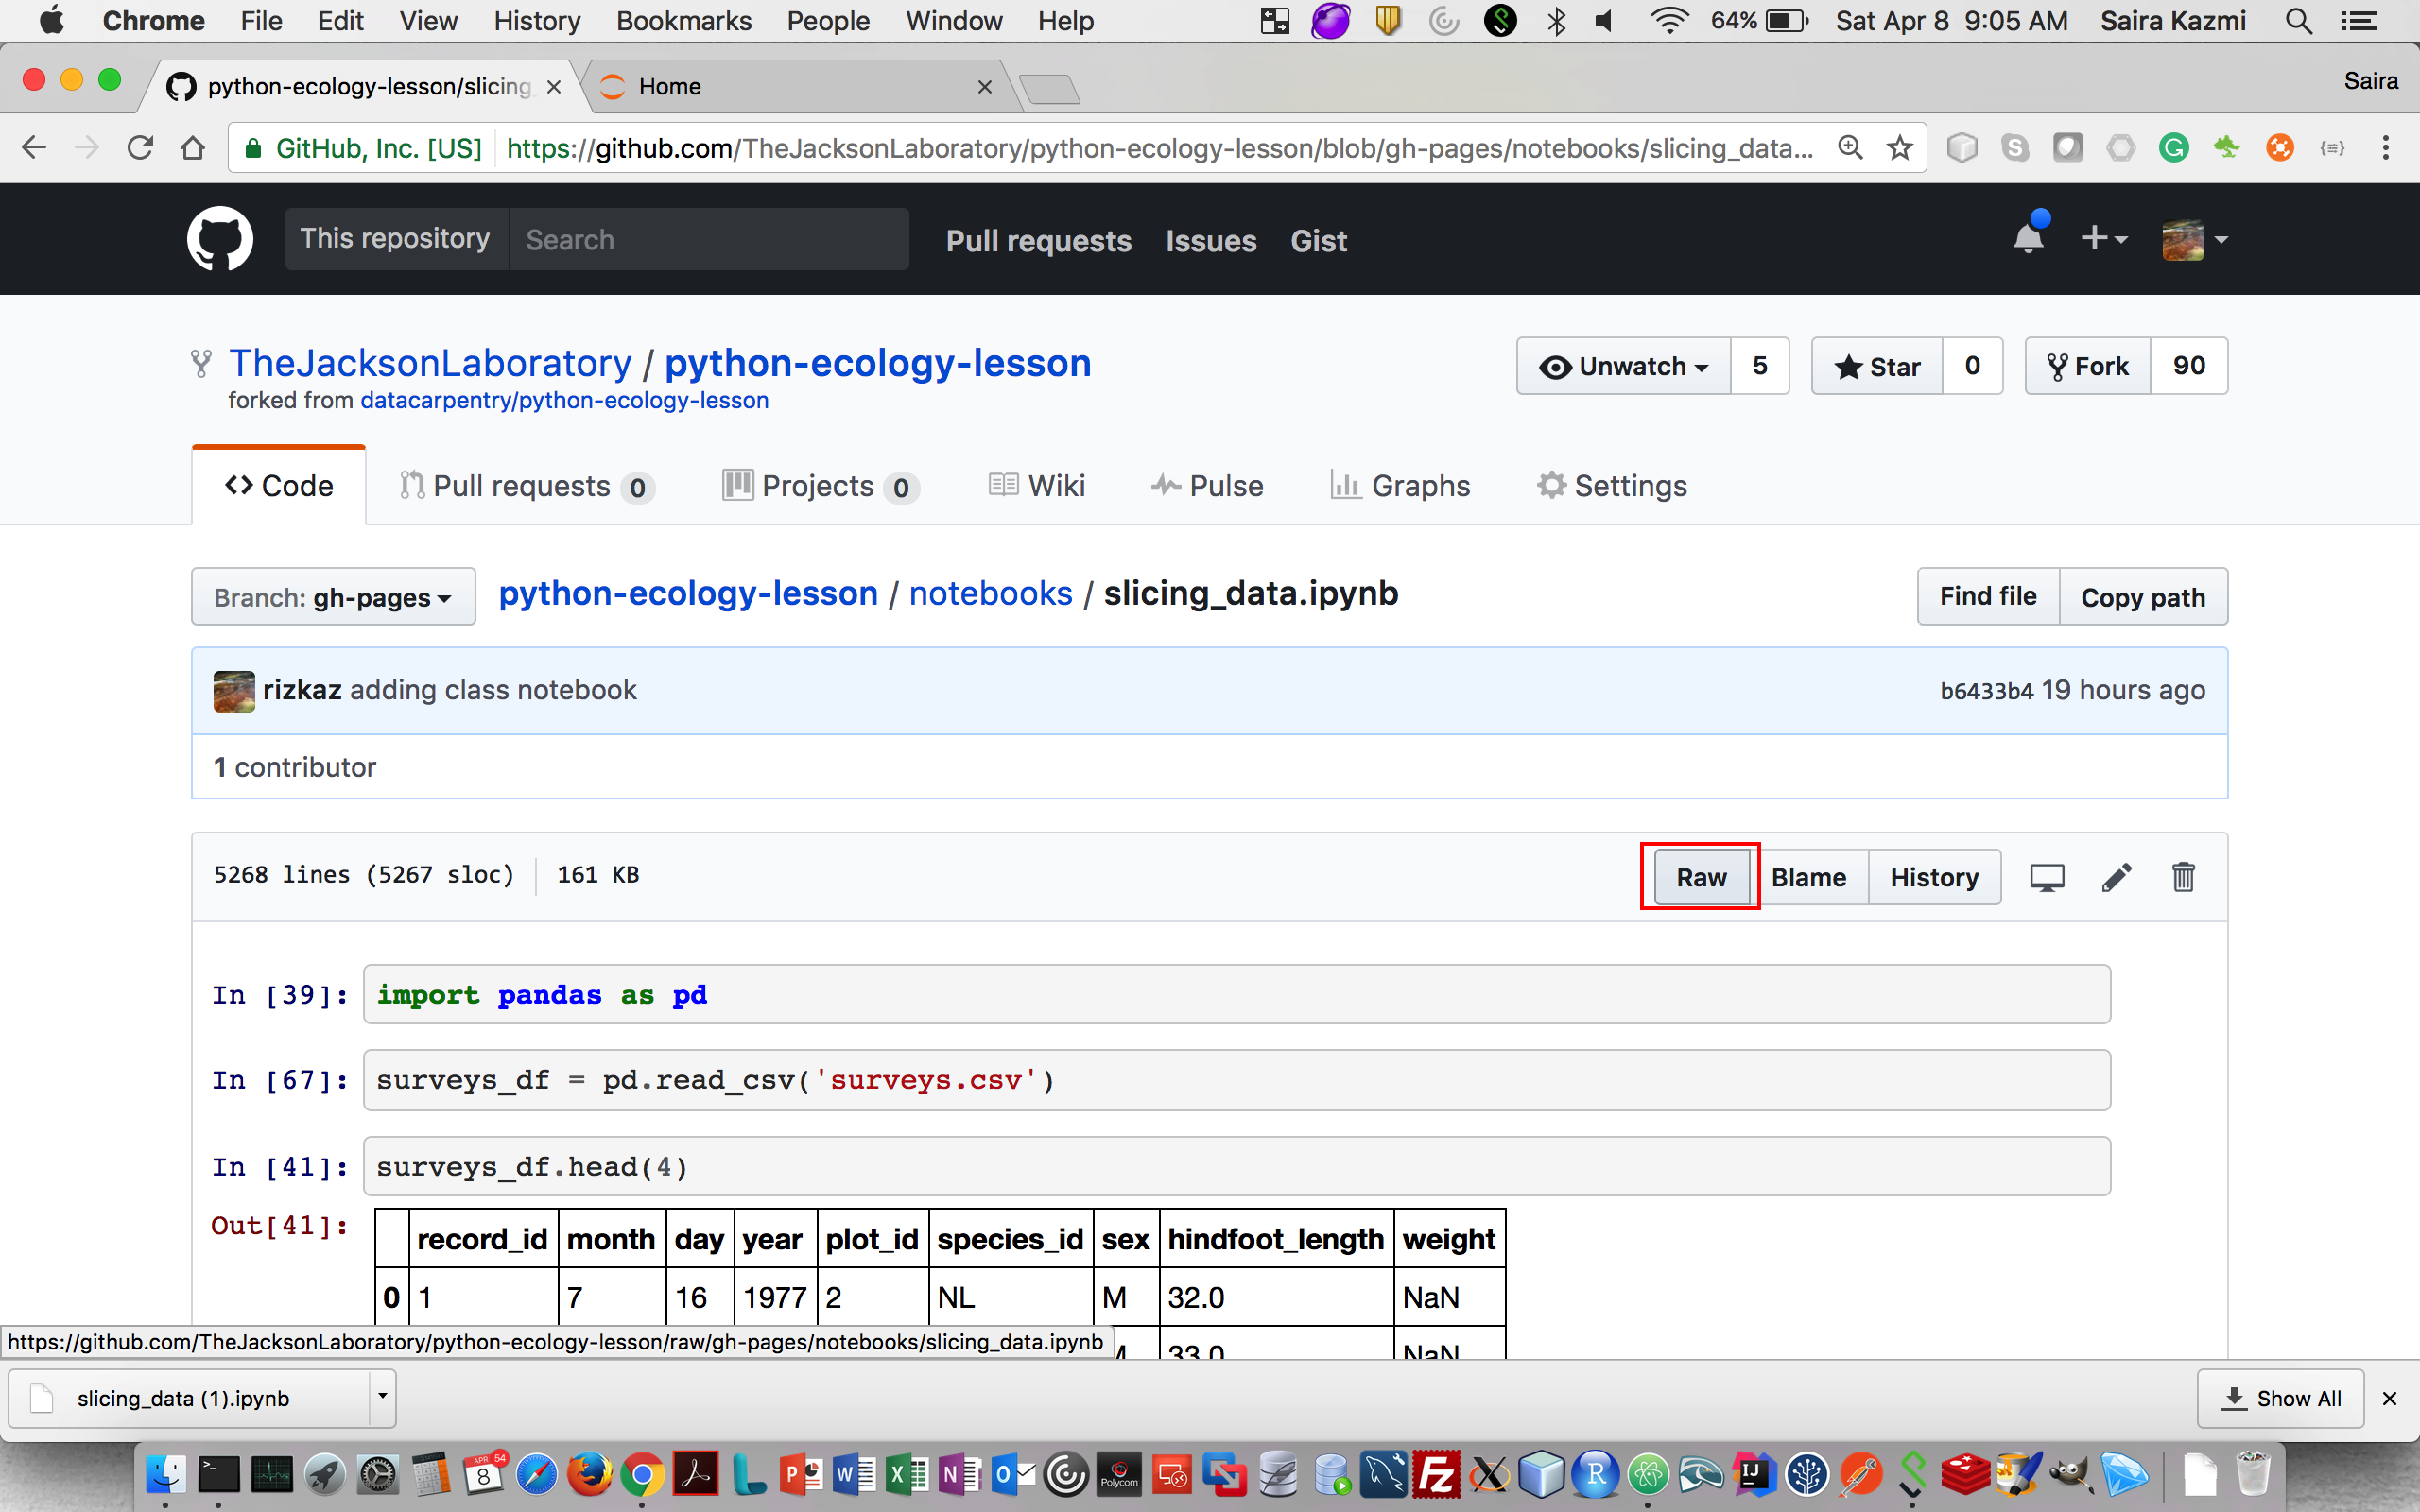 Chrome File Edit View History Bookmarks People Window Help 64% Sat Apr 8 9:05 AM Saira Kazmi
python-ecology-lesson/slicing Home Saira
GitHub, Inc. [US] https://github.com/TheJacksonLaboratory/python-ecology-lesson/blob/gh-pages/notebooks/slicing_data...
This repository Search Pull requests Issues Gist
TheJacksonLaboratory / python-ecology-lesson Unwatch 5 Star 0 Fork 90
forked from datacarpentry/python-ecology-lesson
Code Pull requests 0 Projects 0 Wiki Pulse Graphs Settings
Branch: gh-pages python-ecology-lesson / notebooks / slicing_data.ipynb Find file Copy path
rizkaz adding class notebook b6433b4 19 hours ago
1 contributor
5268 lines (5267 sloc) 161 KB Raw Blame History
In [39]: import pandas as pd
In [67]: surveys_df = pd.read_csv('surveys.csv')
In [41]: surveys_df.head(4)
Out[41]:
record_id month day year plot_id species_id sex hindfoot_length weight
0 1 7 16 1977 2 NL M 32.0 NaN
M 33.0 NaN
https://github.com/TheJacksonLaboratory/python-ecology-lesson/raw/gh-pages/notebooks/slicing_data.ipynb
slicing_data (1).ipynb Show All
APR 54
8
Polycom
Fz
R
IJ